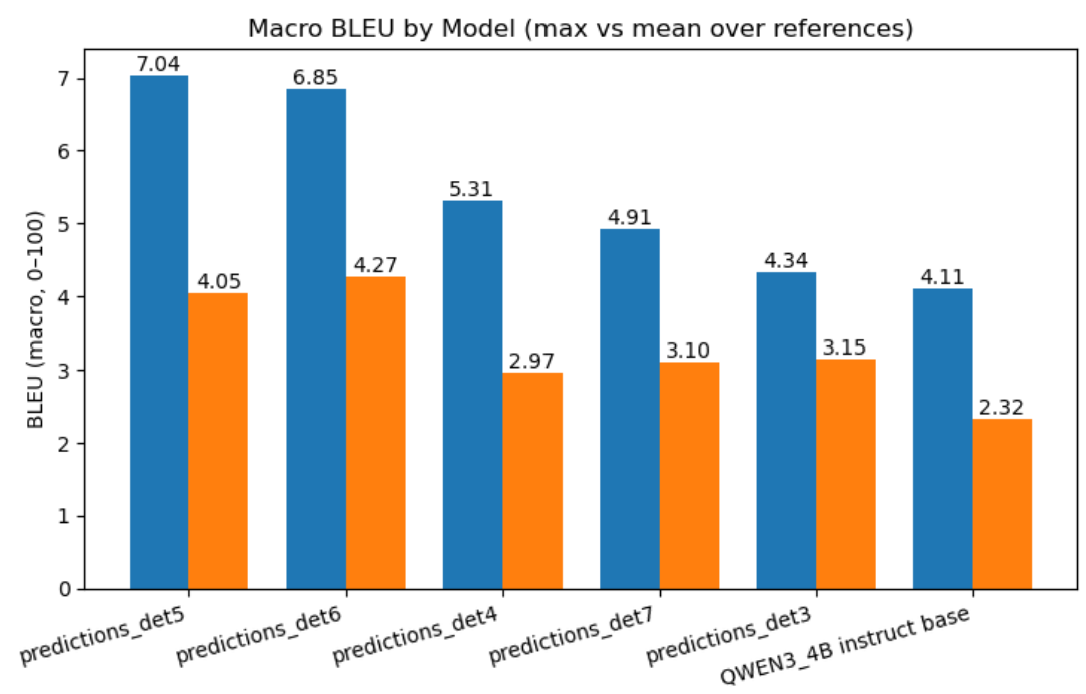 Macro BLEU by Model (max vs mean over references)
BLEU (macro, 0–100)
7
6
5
4
3
2
1
0
7.04
4.05
6.85
4.27
5.31
2.97
4.91
3.10
4.34
3.15
4.11
2.32
predictions_det5
predictions_det6
predictions_det4
predictions_det7
predictions_det3
QWEN3_4B instruct base